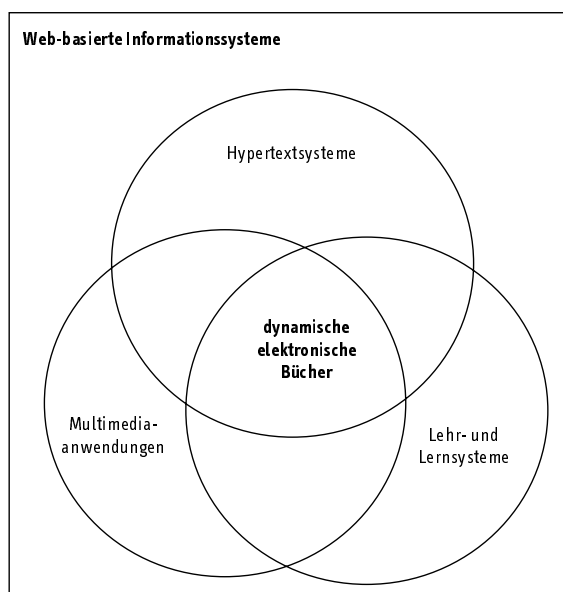 Web-basierte Informationssysteme
Hypertextsysteme
dynamische
elektronische
Bücher
Multimedia-
anwendungen
Lehr- und
Lernsysteme